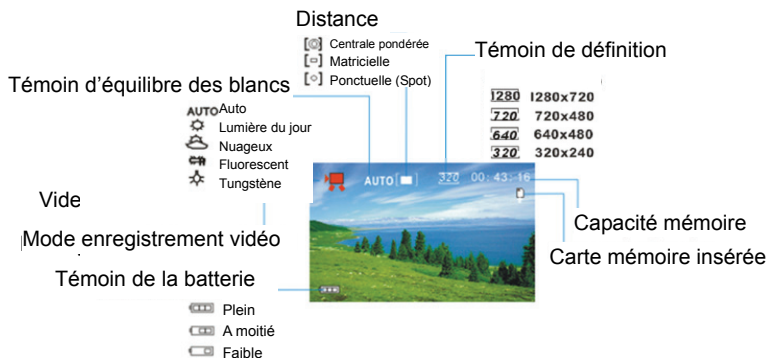 Distance
Centrale pondérée
Matricielle
Ponctuelle (Spot)
Témoin de définition
1280 1280x720
720 720x480
640 640x480
320 320x240
Témoin d'équilibre des blancs
AUTO Auto
Lumière du jour
Nuageux
Fluorescent
Tungstène
AUTO
320
00:43:16
Vide
Mode enregistrement vidéo
Capacité mémoire
Carte mémoire insérée
Témoin de la batterie
Plein
A moitié
Faible